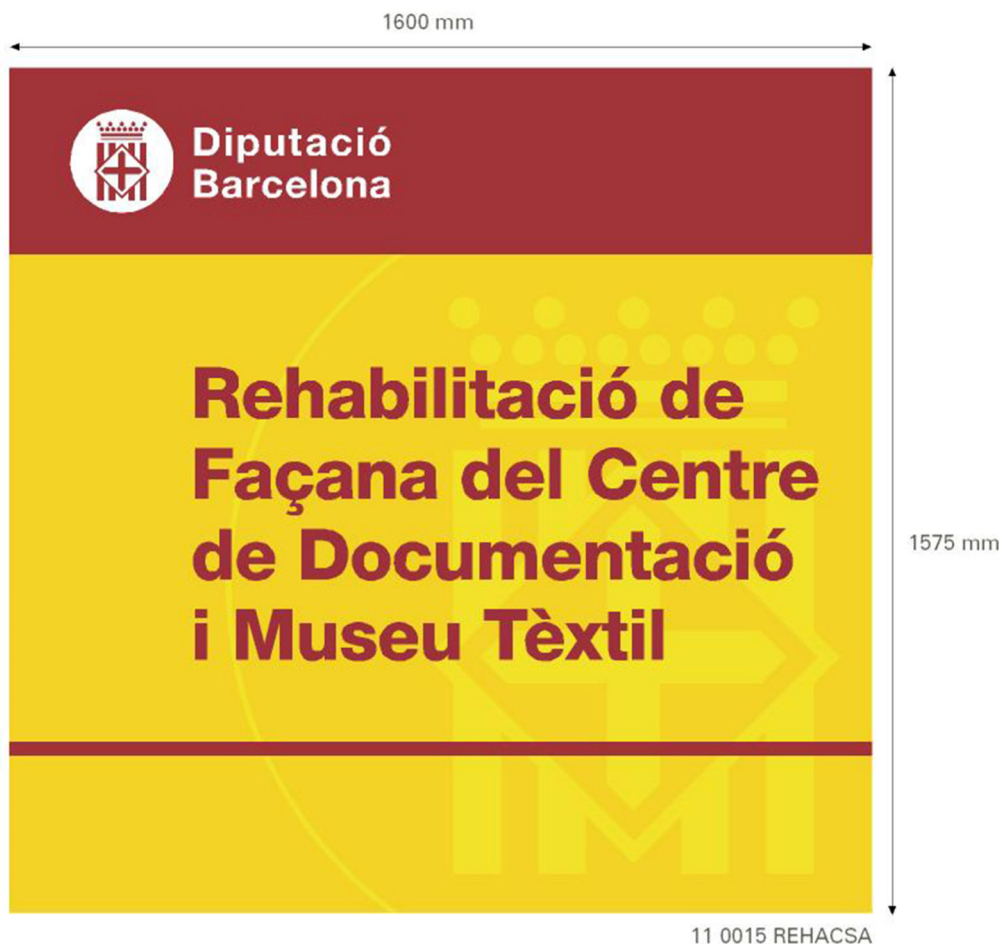 1600 mm
Diputació
Barcelona
Rehabilitació de
Façana del Centre
de Documentació
i Museu Tèxtil
1575 mm
11 0015 REHACSA